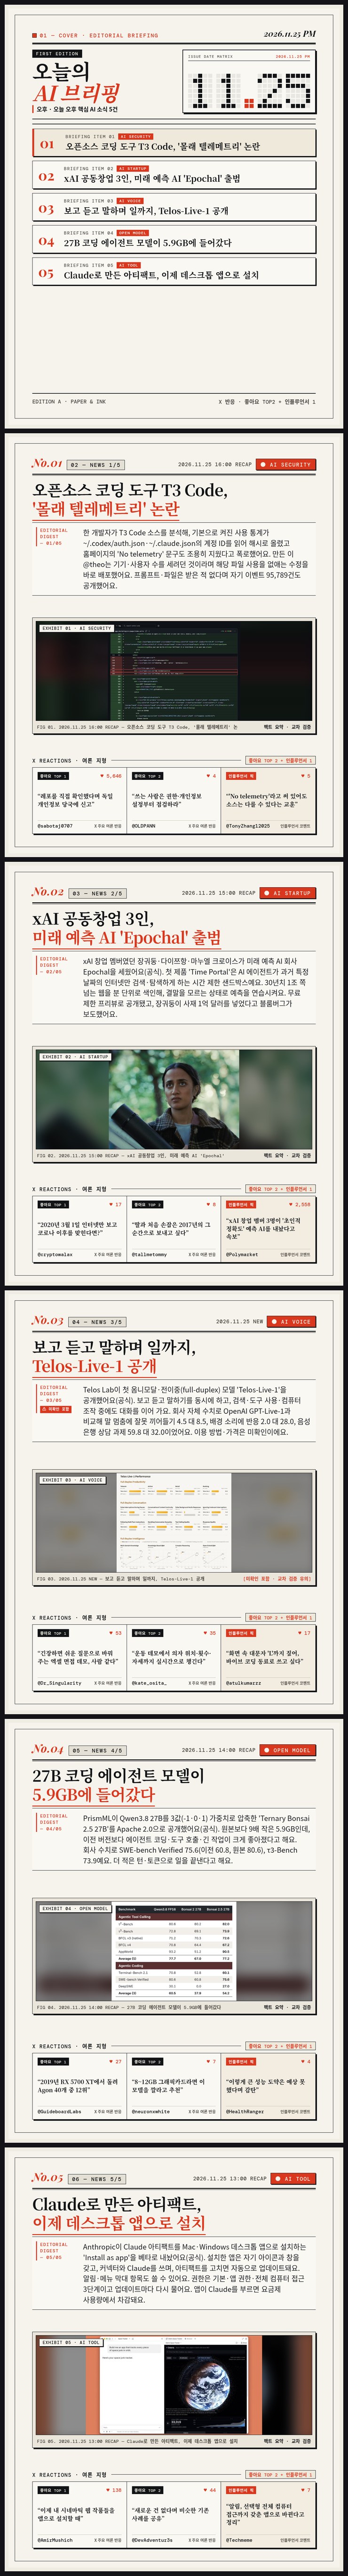 01 — COVER · EDITORIAL BRIEFING
2026.11.25 PM
FIRST EDITION
오늘의
AI 브리핑
오후 · 오늘 오후 핵심 AI 소식 5건
ISSUE DATE MATRIX
2026.11.25 PM
11.25
01
BRIEFING ITEM 01 AI SECURITY
오픈소스 코딩 도구 T3 Code, '몰래 텔레메트리' 논란
02
BRIEFING ITEM 02 AI STARTUP
xAI 공동창업 3인, 미래 예측 AI 'Epochal' 출범
03
BRIEFING ITEM 03 AI VOICE
보고 듣고 말하며 일까지, Telos-Live-1 공개
04
BRIEFING ITEM 04 OPEN MODEL
27B 코딩 에이전트 모델이 5.9GB에 들어갔다
05
BRIEFING ITEM 05 AI TOOL
Claude로 만든 아티팩트, 이제 데스크톱 앱으로 설치
EDITION A · PAPER & INK
X 반응 · 좋아요 TOP2 + 인플루언서 1
No.01
02 — NEWS 1/5
2026.11.25 16:00 RECAP
AI SECURITY
오픈소스 코딩 도구 T3 Code,
'몰래 텔레메트리' 논란
EDITORIAL
DIGEST
— 01/05
한 개발자가 T3 Code 소스를 분석해, 기본으로 켜진 사용 통계가
~/.codex/auth.json·~/.claude.json의 계정 ID를 읽어 해시로 올렸고
홈페이지의 'No telemetry' 문구도 조용히 지웠다고 폭로했어요. 만든 이
@theo는 기기·사용자 수를 세려던 것이라며 해당 파일 사용을 없애는 수정을
바로 배포했어요. 프롬프트·파일은 받은 적 없다며 자기 이벤트 95,789건도
공개했어요.
EXHIBIT 01 · AI SECURITY
FIG 01. 2026.11.25 16:00 RECAP — 오픈소스 코딩 도구 T3 Code, '몰래 텔레메트리' 논
팩트 요약 · 교차 검증
X REACTIONS · 여론 지형
좋아요 TOP 2 + 인플루언서 1
좋아요 TOP 1
♥ 5,646
“레포를 직접 확인했다며 독일 개인정보 당국에 신고”
@sabotaj0707
X 주요 여론 반응
좋아요 TOP 2
♥ 4
“쓰는 사람은 권한·개인정보 설정부터 점검하라”
@OLDPANN
X 주요 여론 반응
인플루언서 픽
♥ 5
“'No telemetry'라고 써 있어도 소스는 다를 수 있다는 교훈”
@TonyZhang12025
인플루언서 코멘트
No.02
03 — NEWS 2/5
2026.11.25 15:00 RECAP
AI STARTUP
xAI 공동창업 3인,
미래 예측 AI 'Epochal' 출범
EDITORIAL
DIGEST
— 02/05
xAI 창업 멤버였던 장궈동·다이쯔항·마누엘 크로이스가 미래 예측 AI 회사
Epochal을 세웠어요(공식). 첫 제품 'Time Portal'은 AI 에이전트가 과거 특정
날짜의 인터넷만 검색·탐색하게 하는 시간 제한 샌드박스예요. 30년치 1조 쪽
넘는 웹을 분 단위로 색인해, 결말을 모르는 상태로 예측을 연습시켜요. 무료
제한 프리뷰로 공개됐고, 장궈동이 사재 1억 달러를 넣었다고 블룸버그가
보도했어요.
EXHIBIT 02 · AI STARTUP
FIG 02. 2026.11.25 15:00 RECAP — xAI 공동창업 3인, 미래 예측 AI 'Epochal'
팩트 요약 · 교차 검증
X REACTIONS · 여론 지형
좋아요 TOP 2 + 인플루언서 1
좋아요 TOP 1
♥ 17
“2020년 3월 1일 인터넷만 보고 코로나 이후를 맞힌다면?”
@cryptowalax
X 주요 여론 반응
좋아요 TOP 2
“딸과 처음 손잡은 2017년의 그 순간으로 보내고 싶다”
@tallmetommy
X 주요 여론 반응
인플루언서 픽
“xAI 창업 멤버 3명이 '초인적 정확도' 예측 AI를 내놨다고 속보”
@Polymarket
인플루언서 코멘트
No.03
04 — NEWS 3/5
2026.11.25 NEW
AI VOICE
보고 듣고 말하며 일까지,
Telos-Live-1 공개
EDITORIAL
DIGEST
— 03/05
미확인 포함
Telos Lab이 첫 옴니모달·전이중(full-duplex) 모델 'Telos-Live-1'을
공개했어요(공식). 보고 듣고 말하기를 동시에 하고, 검색·도구 사용·컴퓨터
조작 중에도 대화를 이어 가요. 회사 자체 수치로 OpenAI GPT-Live-1과
비교해 말 멈춤에 잘못 끼어들기 4.5 대 8.5, 배경 소리에 반응 2.0 대 28.0, 음성
은행 상담 과제 59.8 대 32.0이었어요. 이용 방법·가격은 미확인이에요.
EXHIBIT 03 · AI VOICE
FIG 03. 2026.11.25 NEW — 보고 듣고 말하며 일까지, Telos-Live-1 공개
[미확인 포함 · 교차 검증 유의]
X REACTIONS · 여론 지형
좋아요 TOP 2 + 인플루언서 1
좋아요 TOP 1
♥ 53
“긴장하면 쉬운 질문으로 바꿔 주는 역할 면접 데모, 사람 같다”
@Dr_Singularity
X 주요 여론 반응
좋아요 TOP 2
♥ 35
“운동 데모에서 의자 위치·횟수·자세까지 실시간으로 챙긴다”
@kate_osita_
X 주요 여론 반응
인플루언서 픽
♥ 17
@atulkumarzz
인플루언서 코멘트
No.04
05 — NEWS 4/5
2026.11.25 14:00 RECAP
OPEN MODEL
27B 코딩 에이전트 모델이
5.9GB에 들어갔다
EDITORIAL
DIGEST
— 04/05
PrismML이 Qwen3.8 27B를 3값(-1·0·1) 가중치로 압축한 'Ternary Bonsai
2.5 27B'를 Apache 2.0으로 공개했어요(공식). 원본보다 9배 적은 5.9GB인데,
이전 버전보다 에이전트 코딩·도구 호출·긴 작업이 크게 좋아졌다고 해요.
회사 수치로 SWE-bench Verified 75.6(이전 60.8, 원본 80.6), τ3-Bench
73.9예요. 더 적은 턴·토큰으로 일을 끝낸다고 해요.
EXHIBIT 04 · OPEN MODEL
FIG 04. 2026.11.25 14:00 RECAP — 27B 코딩 에이전트 모델이 5.9GB에 들어갔다
팩트 요약 · 교차 검증
X REACTIONS · 여론 지형
좋아요 TOP 2 + 인플루언서 1
좋아요 TOP 1
♥ 27
“2019년 RX 5700 XT에서 돌려 Agon 40개 중 12위”
@GuideboardLabs
X 주요 여론 반응
좋아요 TOP 2
♥ 7
“8~12GB 그래픽카드라면 이 모델을 깔라고 추천”
@neuronswhite
X 주요 여론 반응
인플루언서 픽
♥ 4
“이렇게 큰 성능 도약은 예상 못 했다며 감탄”
@HealthRanger
인플루언서 코멘트
No.05
06 — NEWS 5/5
2026.11.25 13:00 RECAP
AI TOOL
Claude로 만든 아티팩트,
이제 데스크톱 앱으로 설치
EDITORIAL
DIGEST
— 05/05
Anthropic이 Claude 아티팩트를 Mac·Windows 데스크톱 앱으로 설치하는
'Install as app'을 베타로 내놨어요(공식). 설치한 앱은 자기 아이콘과 창을
갖고, 커넥터와 Claude를 쓰며, 아티팩트를 고치면 자동으로 업데이트돼요.
알림·메뉴 막대 항목도 쓸 수 있어요. 권한은 기본·앱 권한·전체 컴퓨터 접근
3단계이고 업데이트마다 다시 물어요. 앱이 Claude를 부르면 요금제
사용량에서 차감돼요.
EXHIBIT 05 · AI TOOL
FIG 05. 2026.11.25 13:00 RECAP — Claude로 만든 아티팩트, 이제 데스크톱 앱으로 설치
팩트 요약 · 교차 검증
X REACTIONS · 여론 지형
좋아요 TOP 2 + 인플루언서 1
좋아요 TOP 1
♥ 138
“이제 내 시네마틱 웹 작품들을 앱으로 설치할 때”
@AmirMushich
X 주요 여론 반응
좋아요 TOP 2
♥ 44
“새로운 건 없다며 비슷한 기존 사례를 공유”
@DevAdventur3s
X 주요 여론 반응
인플루언서 픽
♥ 7
“알림, 선택형 전체 컴퓨터 접근까지 갖춘 앱으로 바뀐다고 정리”
@Techmeme
인플루언서 코멘트